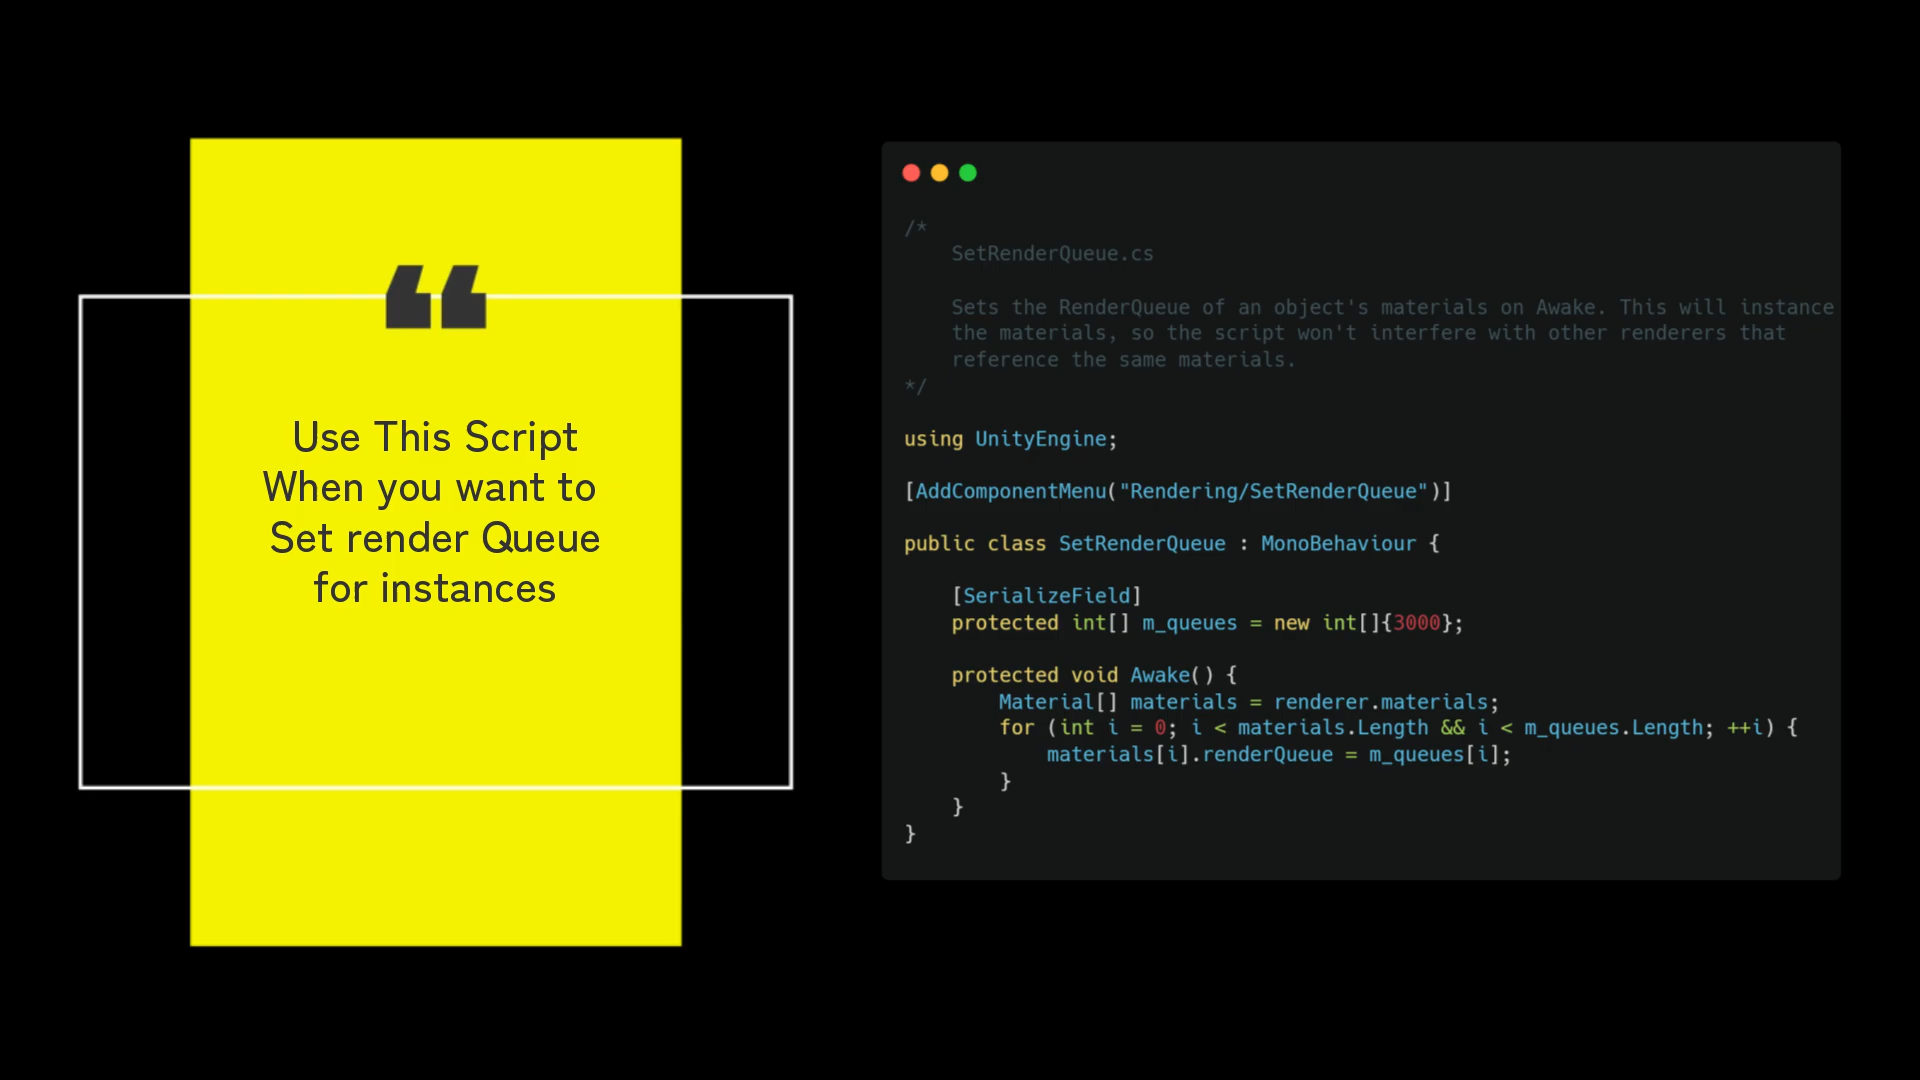 “
Use This Script
When you want to
Set render Queue
for instances
/*
    SetRenderQueue.cs

    Sets the RenderQueue of an object's materials on Awake. This will instance
    the materials, so the script won't interfere with other renderers that
    reference the same materials.
*/

using UnityEngine;

[AddComponentMenu("Rendering/SetRenderQueue")]

public class SetRenderQueue : MonoBehaviour {

    [SerializeField]
    protected int[] m_queues = new int[]{3000};

    protected void Awake() {
        Material[] materials = renderer.materials;
        for (int i = 0; i < materials.Length && i < m_queues.Length; ++i) {
            materials[i].renderQueue = m_queues[i];
        }
    }
}